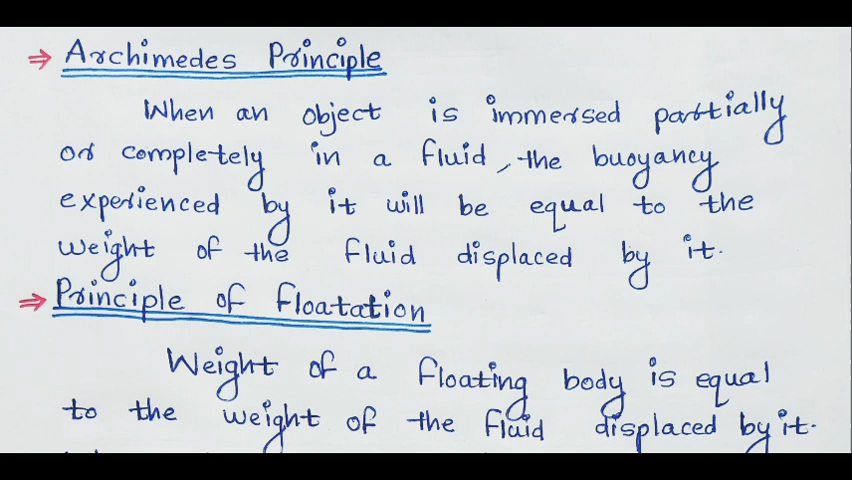 ⇒ Archimedes Principle
When an object is immersed partially
or completely in a fluid, the buoyancy
experienced by it will be equal to the
weight of the fluid displaced by it.
⇒ Principle of floatation
Weight of a floating body is equal
to the weight of the fluid displaced by it.